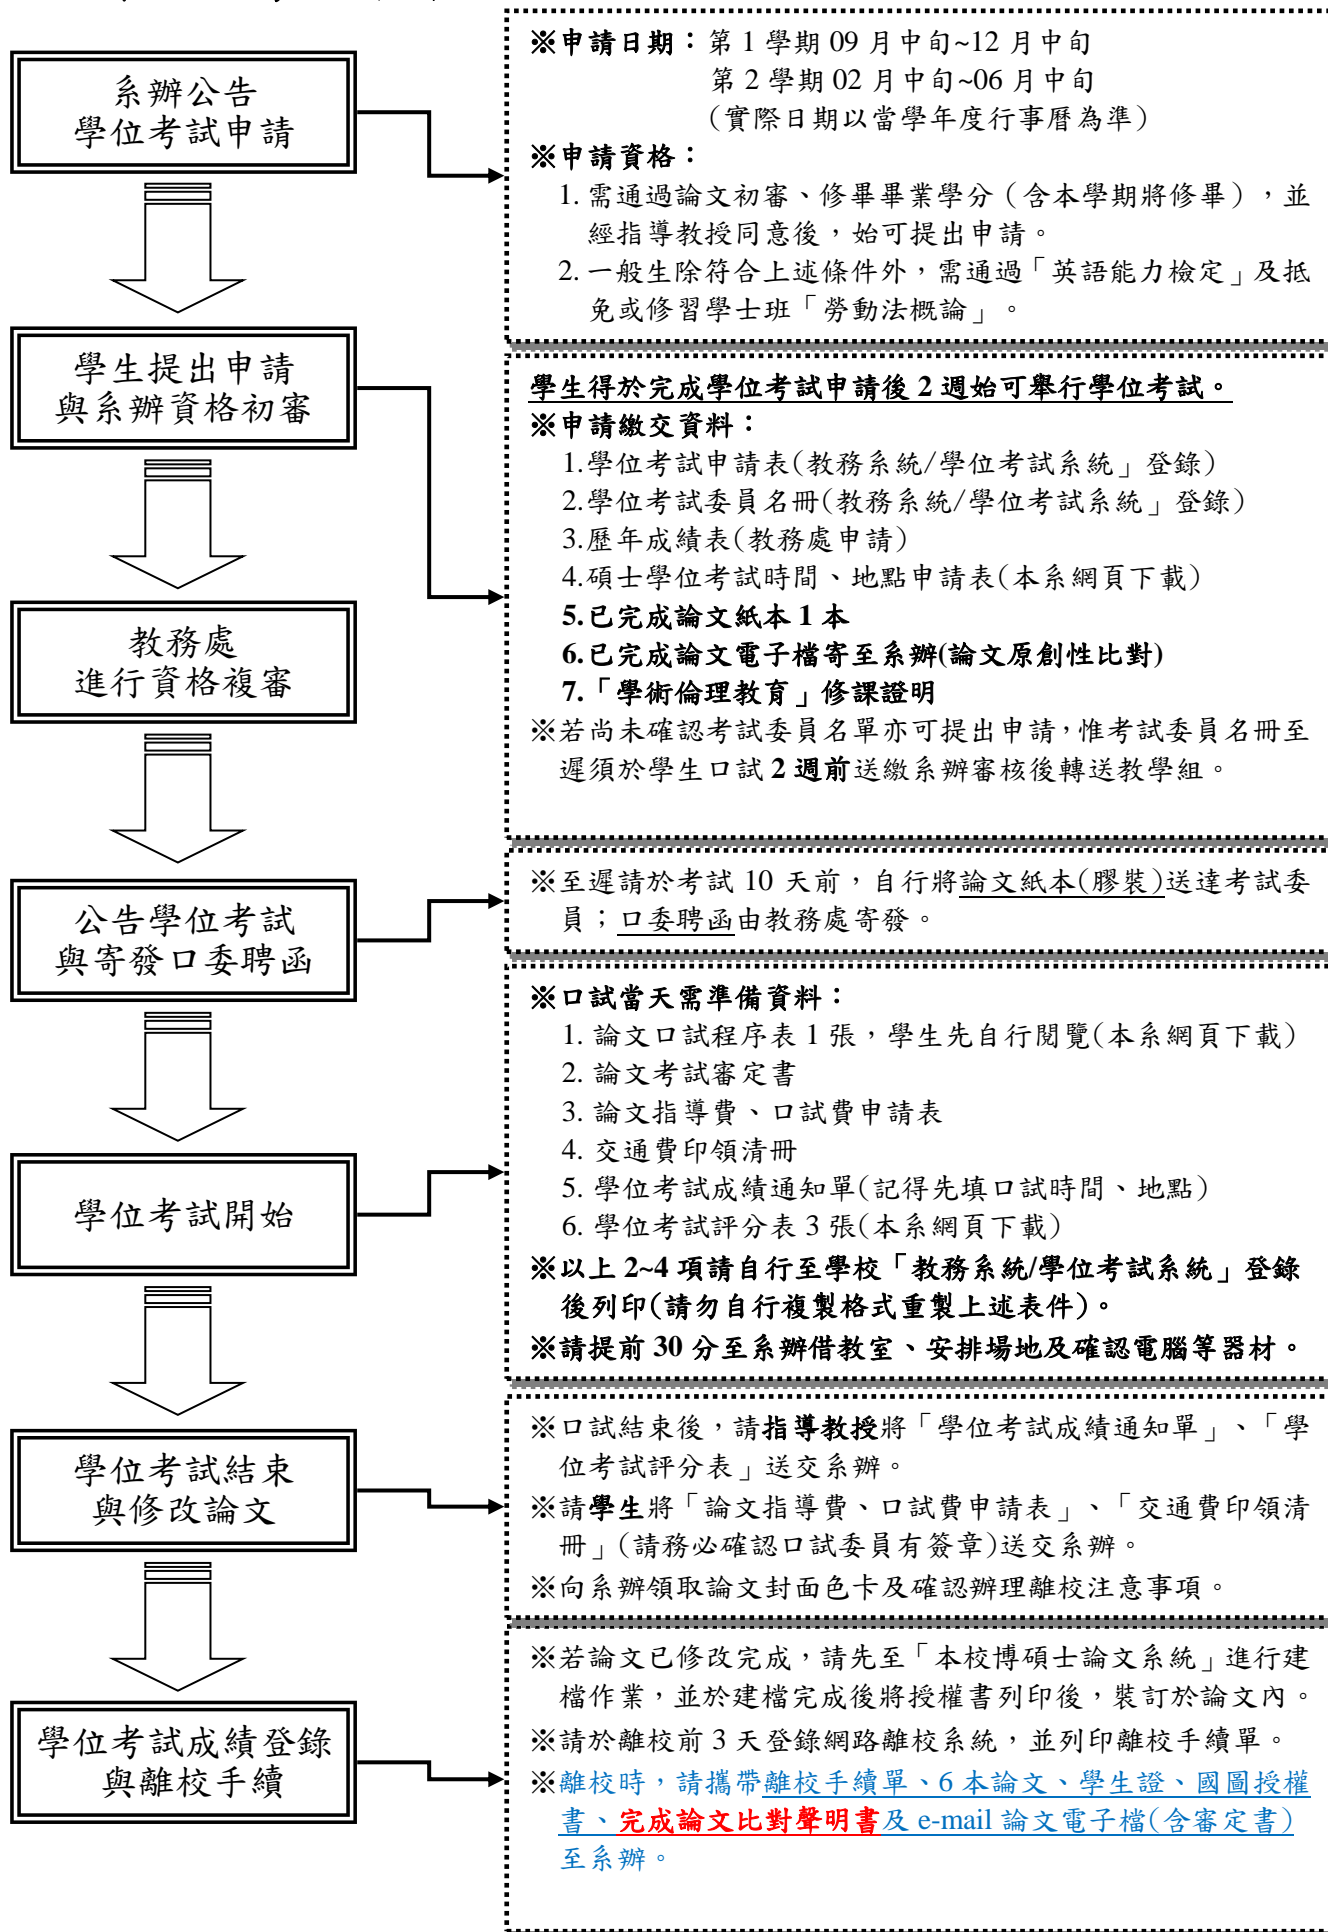 系辦公告
學位考試申請
※申請日期：第 1 學期 09 月中旬~12 月中旬
第 2 學期 02 月中旬~06 月中旬
（實際日期以當學年度行事曆為準）
※申請資格：
1. 需通過論文初審、修畢畢業學分（含本學期將修畢），並
經指導教授同意後，始可提出申請。
2. 一般生除符合上述條件外，需通過「英語能力檢定」及抵
免或修習學士班「勞動法概論」。
學生提出申請
與系辦資格初審
學生得於完成學位考試申請後 2 週始可舉行學位考試。
※申請繳交資料：
1.學位考試申請表(教務系統/學位考試系統」登錄)
2.學位考試委員名冊(教務系統/學位考試系統」登錄)
3.歷年成績表(教務處申請)
4.碩士學位考試時間、地點申請表(本系網頁下載)
5.已完成論文紙本 1 本
6.已完成論文電子檔寄至系辦(論文原創性比對)
7.「學術倫理教育」修課證明
※若尚未確認考試委員名單亦可提出申請，惟考試委員名冊至
遲須於學生口試 2 週前送繳系辦審核後轉送教學組。
教務處
進行資格複審
公告學位考試
與寄發口委聘函
※至遲請於考試 10 天前，自行將論文紙本(膠裝)送達考試委
員；口委聘函由教務處寄發。
※口試當天需準備資料：
1. 論文口試程序表 1 張，學生先自行閱覽(本系網頁下載)
2. 論文考試審定書
3. 論文指導費、口試費申請表
4. 交通費印領清冊
5. 學位考試成績通知單(記得先填口試時間、地點)
6. 學位考試評分表 3 張(本系網頁下載)
※以上 2~4 項請自行至學校「教務系統/學位考試系統」登錄
後列印(請勿自行複製格式重製上述表件)。
※請提前 30 分至系辦借教室、安排場地及確認電腦等器材。
學位考試開始
學位考試結束
與修改論文
※口試結束後，請指導教授將「學位考試成績通知單」、「學
位考試評分表」送交系辦。
※請學生將「論文指導費、口試費申請表」、「交通費印領清
冊」(請務必確認口試委員有簽章)送交系辦。
※向系辦領取論文封面色卡及確認辦理離校注意事項。
學位考試成績登錄
與離校手續
※若論文已修改完成，請先至「本校博碩士論文系統」進行建
檔作業，並於建檔完成後將授權書列印後，裝訂於論文內。
※請於離校前 3 天登錄網路離校系統，並列印離校手續單。
※離校時，請攜帶離校手續單、6 本論文、學生證、國圖授權
書、完成論文比對聲明書及 e-mail 論文電子檔(含審定書)
至系辦。